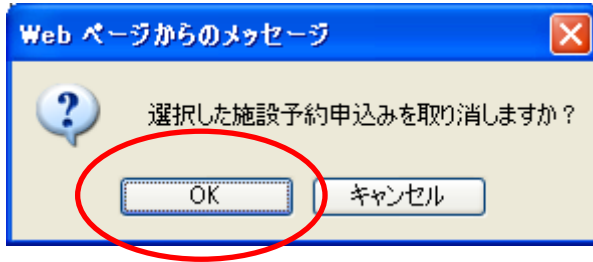 Web ページからのメッセージ
選択した施設予約申込みを取り消しますか？
OK
キャンセル